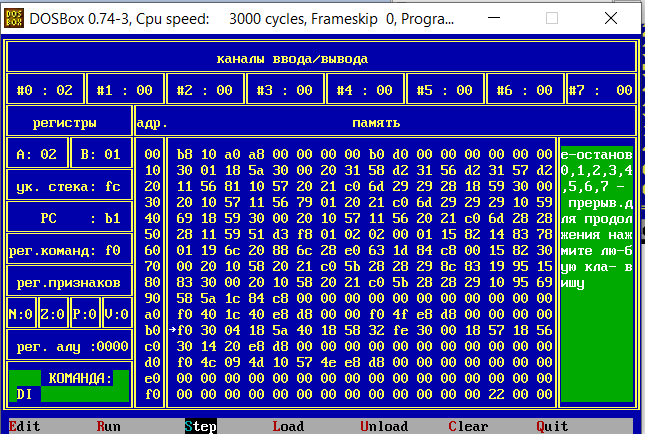 DOSBox 0.74-3, Cpu speed: 3000 cycles, Frameskip 0, Progra...
каналы ввода/вывода
#0 : 02 #1 : 00 #2 : 00 #3 : 00 #4 : 00 #5 : 00 #6 : 00 #7 : 00
регистры адр. память
A: 02 B: 01
ук. стека: fc
PC : b1
рег.команд: f0
рег.признаков
N:0 Z:0 P:0 V:0
рег. алу :0000
КОМАНДА:
DI
00 b8 10 a0 a8 00 00 00 00 b0 d0 00 00 00 00 00 00
10 30 01 18 5a 30 00 20 31 58 d2 31 56 d2 31 57 d2
20 11 56 81 10 57 20 21 c0 6d 29 29 28 18 59 30 00
30 20 10 57 11 56 79 01 20 21 c0 6d 29 29 29 10 59
40 69 18 59 30 00 20 10 57 11 56 20 21 c0 6d 28 28
50 28 11 59 51 d3 f8 01 02 02 00 01 15 82 14 83 78
60 01 19 6c 20 88 6c 28 e0 63 1d 84 c8 00 15 82 30
70 00 20 10 58 20 21 c0 5b 28 28 29 8c 83 19 95 15
80 83 30 00 20 10 58 20 21 c0 5b 28 28 29 10 95 69
90 58 5a 1c 84 c8 00 00 00 00 00 00 00 00 00 00 00
a0 f0 40 1c 40 e8 d8 00 00 f0 4f e8 d8 00 00 00 00
b0 →f0 30 04 18 5a 40 18 58 32 fe 30 00 18 57 18 56
c0 30 14 20 e8 d8 00 00 00 00 00 00 00 00 00 00 00
d0 f0 4c 09 4d 10 57 4e e8 d8 00 00 00 00 00 00 00
e0 00 00 00 00 00 00 00 00 00 00 00 00 00 00 00 00
f0 00 00 00 00 00 00 00 00 00 00 00 00 00 22 00 00
e-останов
0,1,2,3,4
,5,6,7 -
прерыв.д
ля продол
жения наж
мите лю-б
ую кла- в
ишу
Edit Run Step Load Unload Clear Quit